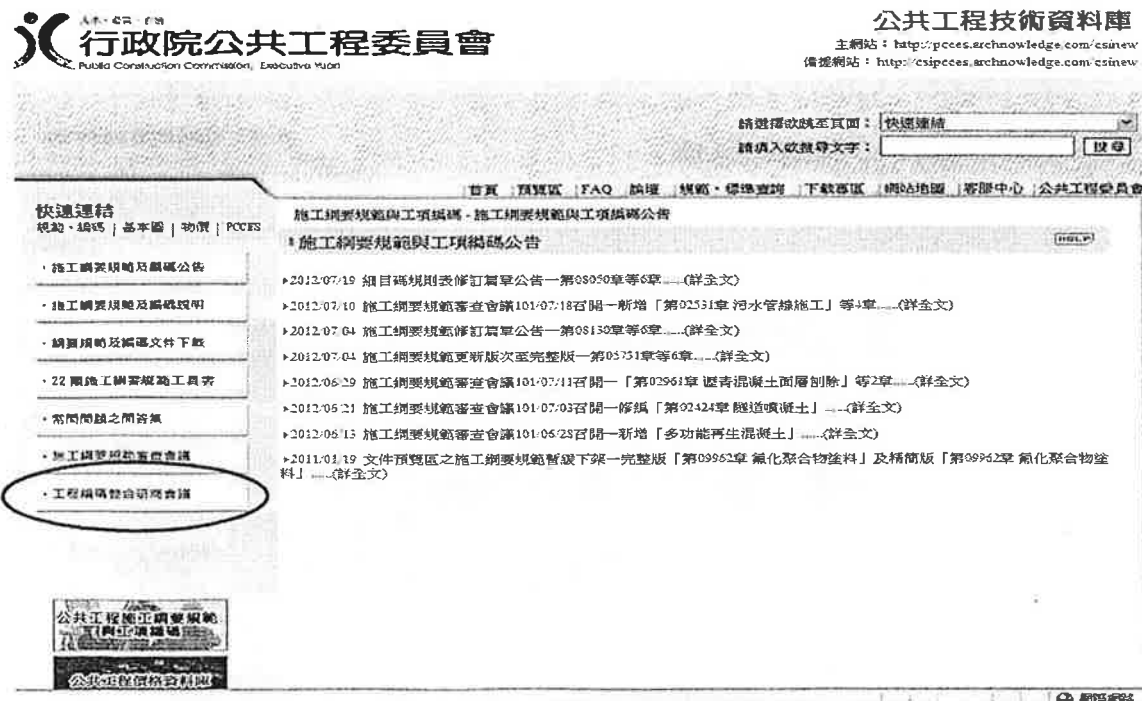 行政院公共工程委員會
Public Construction Commission, Executive Yuan
公共工程技術資料庫
主網站：http://pcces.archnowledge.com/csinew
備援網站：http://csipcces.archnowledge.com/csinew
請選擇欲跳至頁面： 快速連結
請填入欲搜尋文字： 搜尋
首頁 | 預覽區 | FAQ | 論壇 | 規範・標準查詢 | 下載專區 | 網站地圖 | 客服中心 | 公共工程委員會
快速連結
規範・編碼 | 基本圖 | 物價 | PCCES
施工綱要規範與工項編碼 - 施工綱要規範與工項編碼公告
施工綱要規範與工項編碼公告
HELP
・施工綱要規範及編碼公告
・施工綱要規範及編碼說明
・綱要規範及編碼文件下載
・22 期施工綱要規範工具書
・常問問題之問答集
・施工綱要規範審查會議
・工程編碼整合研商會議
▸2012/07/19 細目碼規則表修訂篇章公告—第08050章等6章......(詳全文)
▸2012/07/10 施工綱要規範審查會議101/07/18召開—新增「第02531章 污水管線施工」等4章......(詳全文)
▸2012/07/04 施工綱要規範修訂篇章公告—第08130章等6章......(詳全文)
▸2012/07/04 施工綱要規範更新版次至完整版—第05731章等6章......(詳全文)
▸2012/06/29 施工綱要規範審查會議101/07/11召開—「第02961章 瀝青混凝土面層刨除」等2章......(詳全文)
▸2012/06/21 施工綱要規範審查會議101/07/03召開—修編「第02424章 隧道噴凝土」......(詳全文)
▸2012/06/13 施工綱要規範審查會議101/06/28召開—新增「多功能再生混凝土」......(詳全文)
▸2011/01/19 文件預覽區之施工綱要規範暫緩下架—完整版「第09962章 氟化聚合物塗料」及精簡版「第09962章 氟化聚合物塗
料」......(詳全文)
公共工程施工綱要規範
與工項編碼
公共工程價格資料庫
網際網路